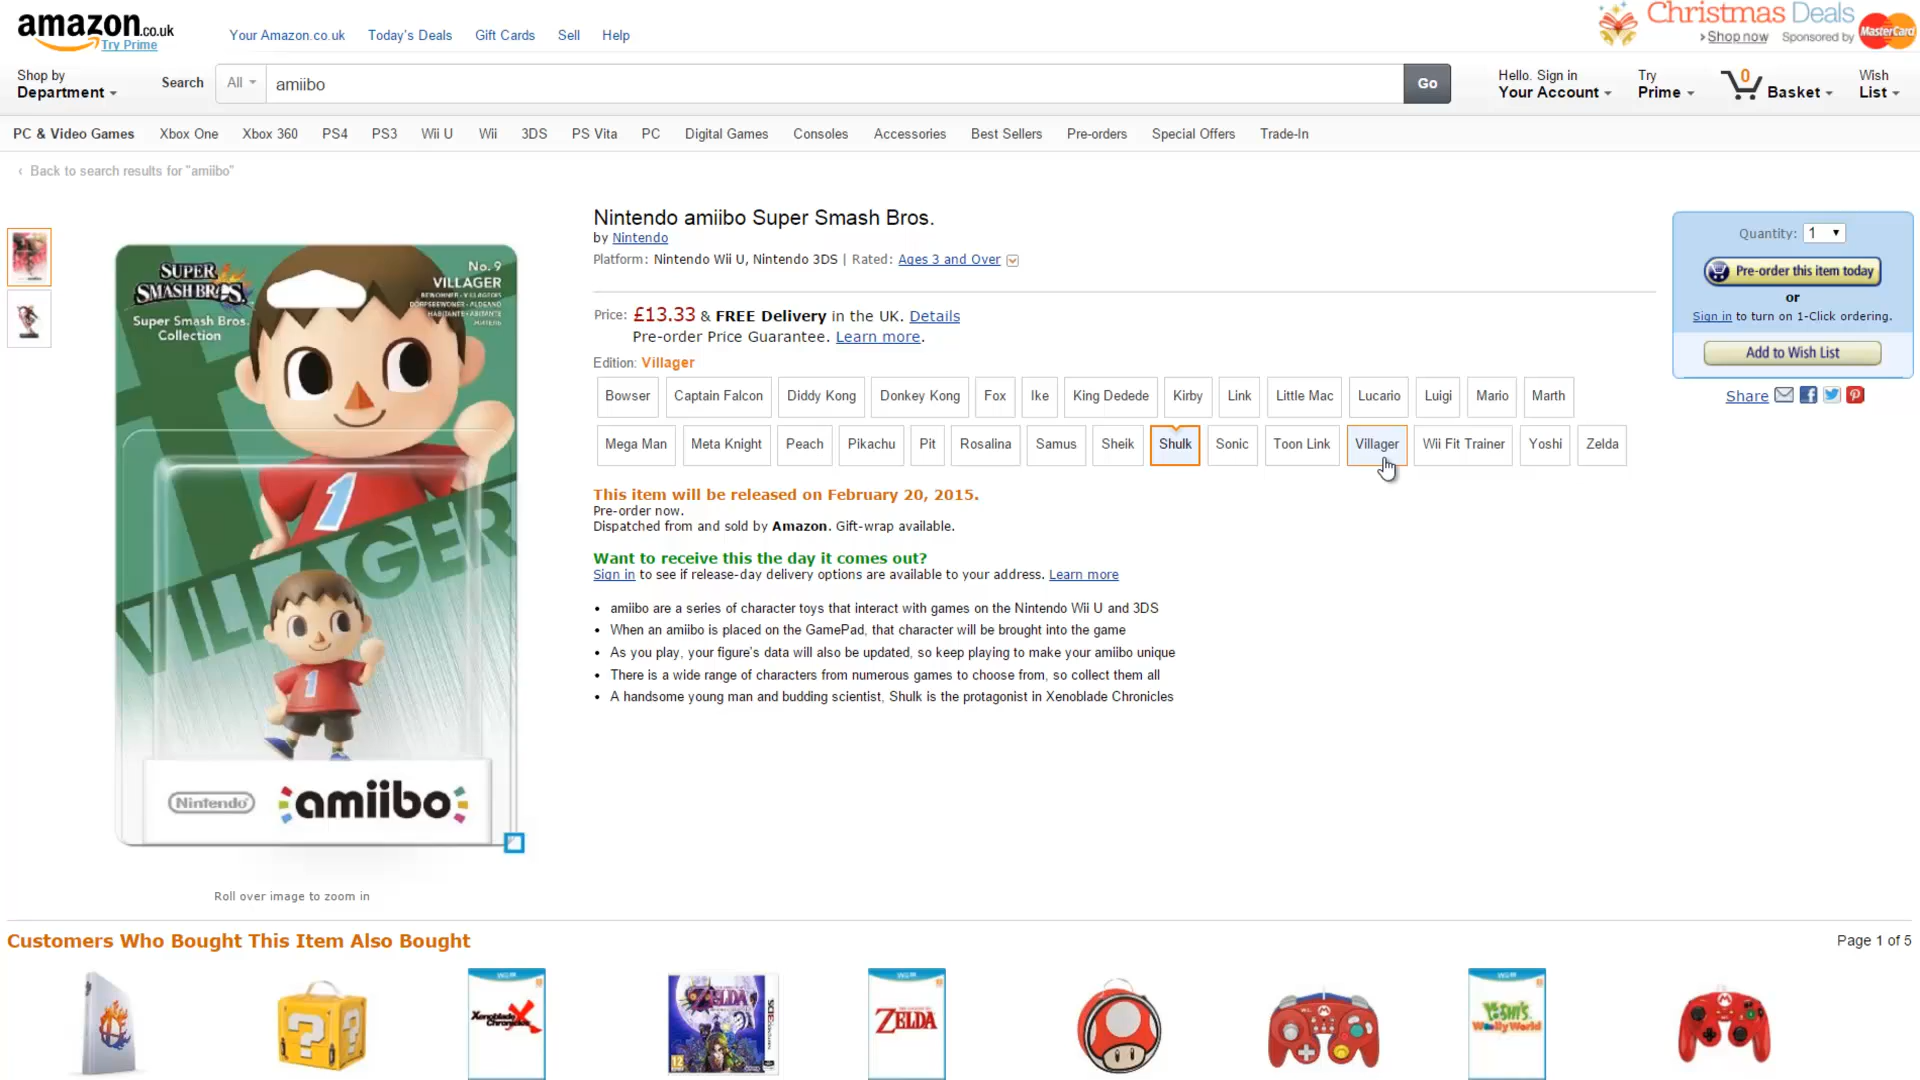 amazon.co.uk
Try Prime
Your Amazon.co.uk Today's Deals Gift Cards Sell Help
Christmas Deals
›Shop now Sponsored by MasterCard
Shop by
Department
Search All amiibo Go
Hello. Sign in
Your Account
Try
Prime
0
Basket
Wish
List
PC & Video Games Xbox One Xbox 360 PS4 PS3 Wii U Wii 3DS PS Vita PC Digital Games Consoles Accessories Best Sellers Pre-orders Special Offers Trade-In
‹ Back to search results for "amiibo"
SUPER
SMASH BROS.
Super Smash Bros.
Collection
No. 9
VILLAGER
VILLAGER
1
1
Nintendo amiibo
Roll over image to zoom in
Nintendo amiibo Super Smash Bros.
by Nintendo
Platform: Nintendo Wii U, Nintendo 3DS | Rated: Ages 3 and Over
Price: £13.33 & FREE Delivery in the UK. Details
Pre-order Price Guarantee. Learn more.
Edition: Villager
Bowser Captain Falcon Diddy Kong Donkey Kong Fox Ike King Dedede Kirby Link Little Mac Lucario Luigi Mario Marth
Mega Man Meta Knight Peach Pikachu Pit Rosalina Samus Sheik Shulk Sonic Toon Link Villager Wii Fit Trainer Yoshi Zelda
This item will be released on February 20, 2015.
Pre-order now.
Dispatched from and sold by Amazon. Gift-wrap available.
Want to receive this the day it comes out?
Sign in to see if release-day delivery options are available to your address. Learn more
• amiibo are a series of character toys that interact with games on the Nintendo Wii U and 3DS
• When an amiibo is placed on the GamePad, that character will be brought into the game
• As you play, your figure's data will also be updated, so keep playing to make your amiibo unique
• There is a wide range of characters from numerous games to choose from, so collect them all
• A handsome young man and budding scientist, Shulk is the protagonist in Xenoblade Chronicles
Quantity: 1
Pre-order this item today
or
Sign in to turn on 1-Click ordering.
Add to Wish List
Share
Customers Who Bought This Item Also Bought
Page 1 of 5
? ?
Wii U
Xenoblade Chronicles X
ZELDA
3DS
12
Wii U
ZELDA
M
Wii U
YOSHI'S
Woolly World
M